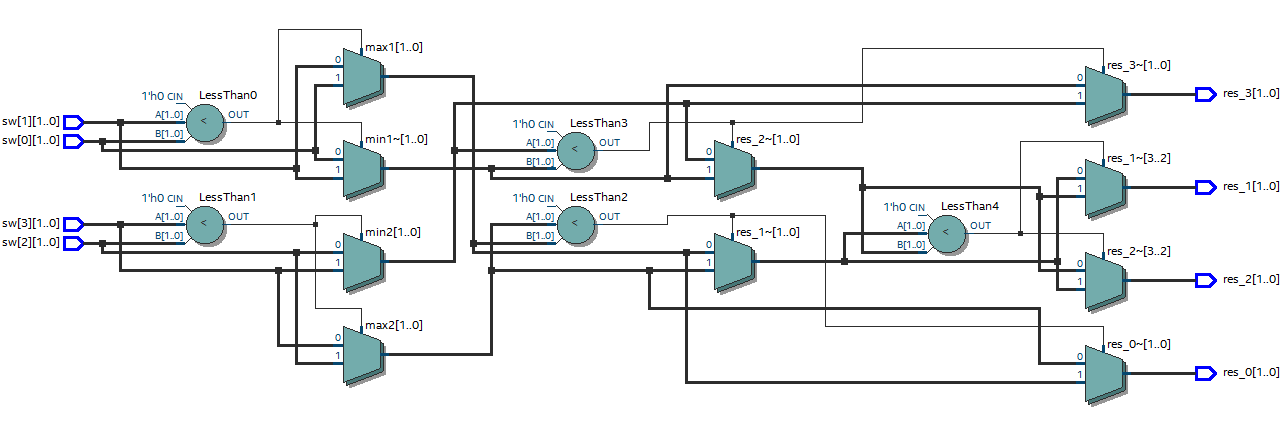 max1[1..0]
0
1
1'h0 CIN
LessThan0
A[1..0]
B[1..0]
<
OUT
sw[1][1..0]
sw[0][1..0]
min1~[1..0]
0
1
1'h0 CIN
LessThan1
A[1..0]
B[1..0]
<
OUT
sw[3][1..0]
sw[2][1..0]
min2[1..0]
0
1
max2[1..0]
0
1
1'h0 CIN
LessThan3
A[1..0]
B[1..0]
<
OUT
1'h0 CIN
LessThan2
A[1..0]
B[1..0]
<
OUT
res_2~[1..0]
0
1
res_1~[1..0]
0
1
1'h0 CIN
LessThan4
A[1..0]
B[1..0]
<
OUT
res_3~[1..0]
0
1
res_3[1..0]
res_1~[3..2]
0
1
res_1[1..0]
res_2~[3..2]
0
1
res_2[1..0]
res_0~[1..0]
0
1
res_0[1..0]